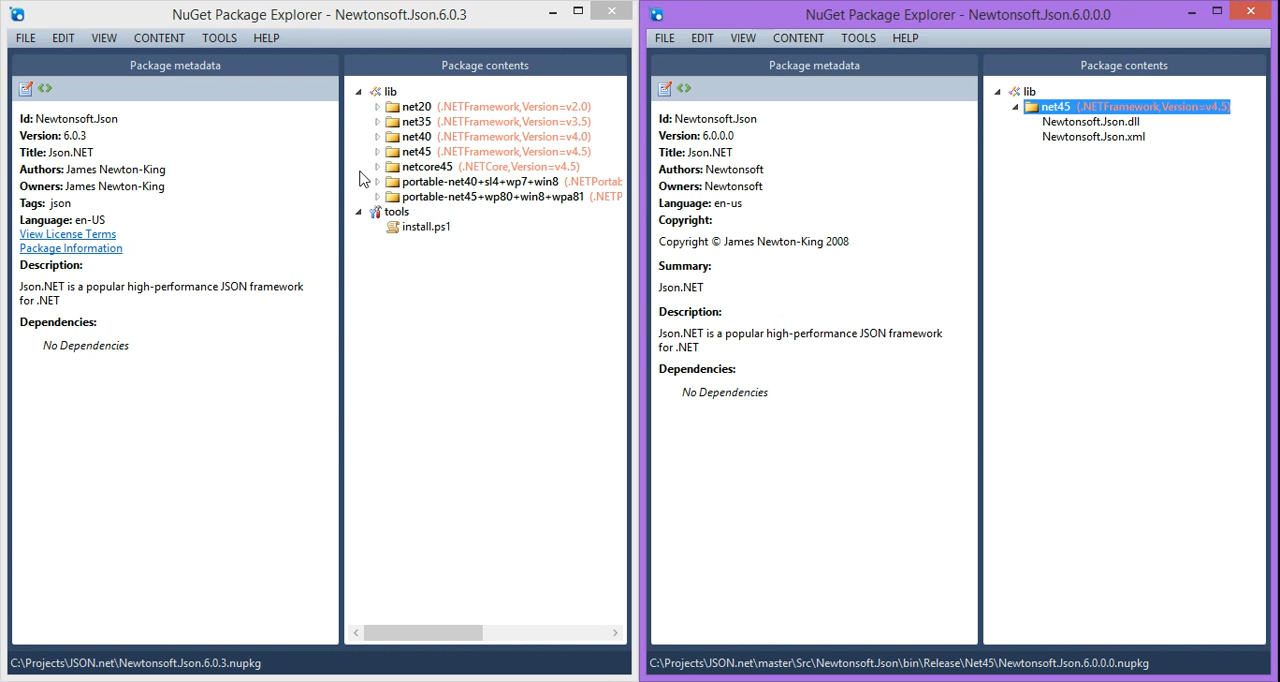 NuGet Package Explorer - Newtonsoft.Json.6.0.3
FILE EDIT VIEW CONTENT TOOLS HELP
Package metadata
Id: Newtonsoft.Json
Version: 6.0.3
Title: Json.NET
Authors: James Newton-King
Owners: James Newton-King
Tags: json
Language: en-US
View License Terms
Package Information
Description:
Json.NET is a popular high-performance JSON framework
for .NET
Dependencies:
No Dependencies
Package contents
lib
net20 (.NETFramework,Version=v2.0)
net35 (.NETFramework,Version=v3.5)
net40 (.NETFramework,Version=v4.0)
net45 (.NETFramework,Version=v4.5)
netcore45 (.NETCore,Version=v4.5)
portable-net40+sl4+wp7+win8 (.NETPortab
portable-net45+wp80+win8+wpa81 (.NETP
tools
install.ps1
C:\Projects\JSON.net\Newtonsoft.Json.6.0.3.nupkg
NuGet Package Explorer - Newtonsoft.Json.6.0.0.0
FILE EDIT VIEW CONTENT TOOLS HELP
Package metadata
Id: Newtonsoft.Json
Version: 6.0.0.0
Title: Json.NET
Authors: Newtonsoft
Owners: Newtonsoft
Language: en-us
Copyright:
Copyright © James Newton-King 2008
Summary:
Json.NET
Description:
Json.NET is a popular high-performance JSON framework
for .NET
Dependencies:
No Dependencies
Package contents
lib
net45 (.NETFramework,Version=v4.5)
Newtonsoft.Json.dll
Newtonsoft.Json.xml
C:\Projects\JSON.net\master\Src\Newtonsoft.Json\bin\Release\Net45\Newtonsoft.Json.6.0.0.0.nupkg